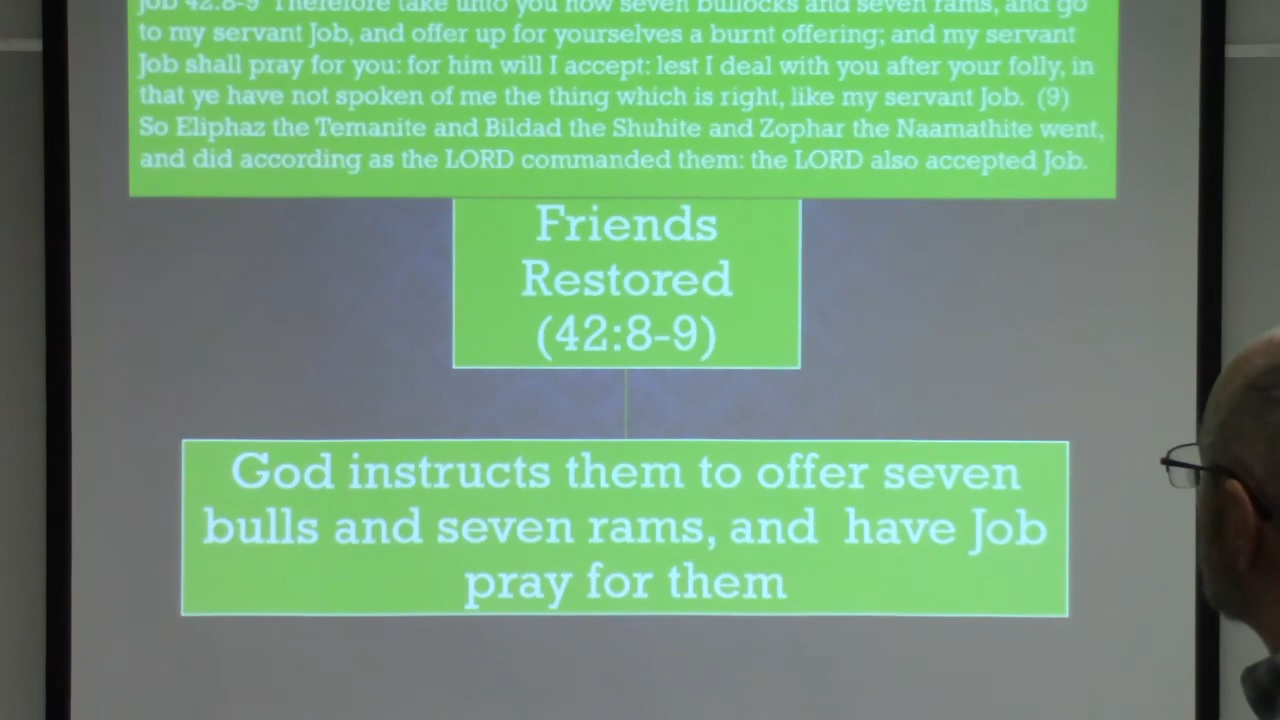 Job 42:8-9 Therefore take unto you now seven bullocks and seven rams, and go
to my servant Job, and offer up for yourselves a burnt offering; and my servant
Job shall pray for you: for him will I accept: lest I deal with you after your folly, in
that ye have not spoken of me the thing which is right, like my servant Job. (9)
So Eliphaz the Temanite and Bildad the Shuhite and Zophar the Naamathite went,
and did according as the LORD commanded them: the LORD also accepted Job.
Friends
Restored
(42:8-9)
God instructs them to offer seven
bulls and seven rams, and have Job
pray for them